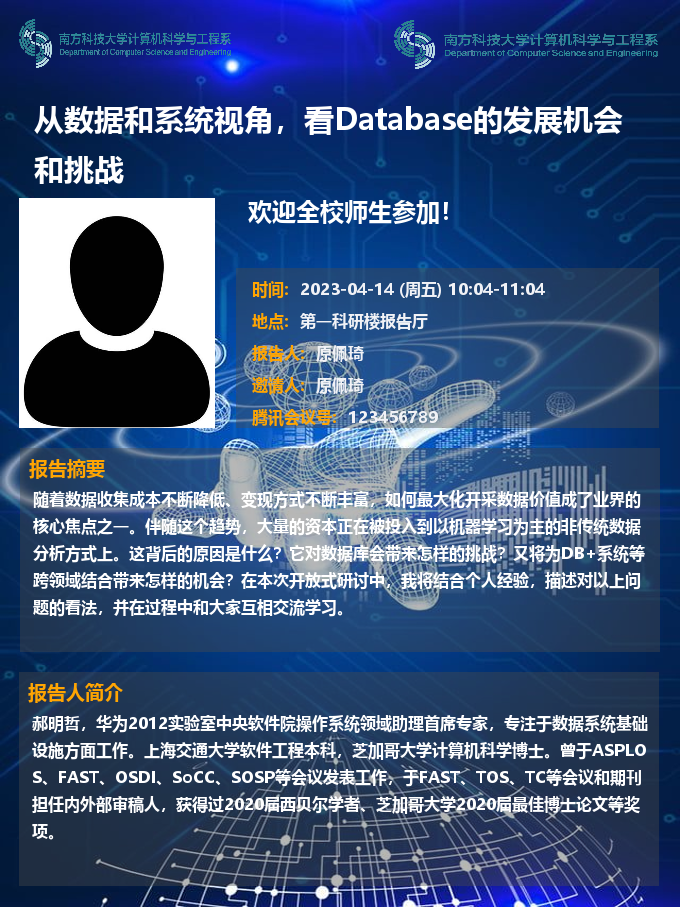 南方科技大学计算机科学与工程系
Department of Computer Science and Engineering
南方科技大学计算机科学与工程系
Department of Computer Science and Engineering
从数据和系统视角，看Database的发展机会
和挑战
欢迎全校师生参加！
时间：2023-04-14 (周五) 10:04-11:04
地点：第一科研楼报告厅
报告人：原佩琦
邀请人：原佩琦
腾讯会议号：123456789
报告摘要
随着数据收集成本不断降低、变现方式不断丰富，如何最大化开采数据价值成了业界的
核心焦点之一。伴随这个趋势，大量的资本正在被投入到以机器学习为主的非传统数据
分析方式上。这背后的原因是什么？它对数据库会带来怎样的挑战？又将为DB+系统等
跨领域结合带来怎样的机会？在本次开放式研讨中，我将结合个人经验，描述对以上问
题的看法，并在过程中和大家互相交流学习。
报告人简介
郝明哲，华为2012实验室中央软件院操作系统领域助理首席专家，专注于数据系统基础
设施方面工作。上海交通大学软件工程本科，芝加哥大学计算机科学博士。曾于ASPLO
S、FAST、OSDI、SoCC、SOSP等会议发表工作，于FAST、TOS、TC等会议和期刊
担任内外部审稿人，获得过2020届西贝尔学者、芝加哥大学2020届最佳博士论文等奖
项。